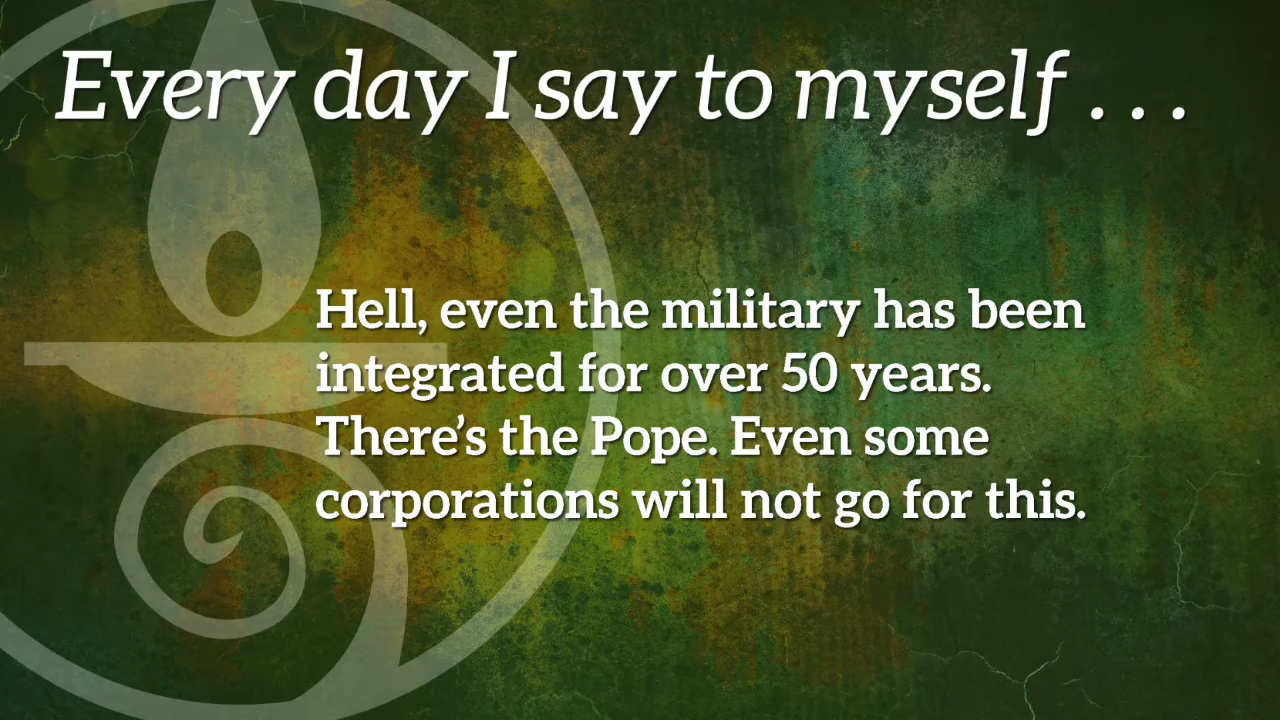 Every day I say to myself . . .
Hell, even the military has been
integrated for over 50 years.
There’s the Pope. Even some
corporations will not go for this.